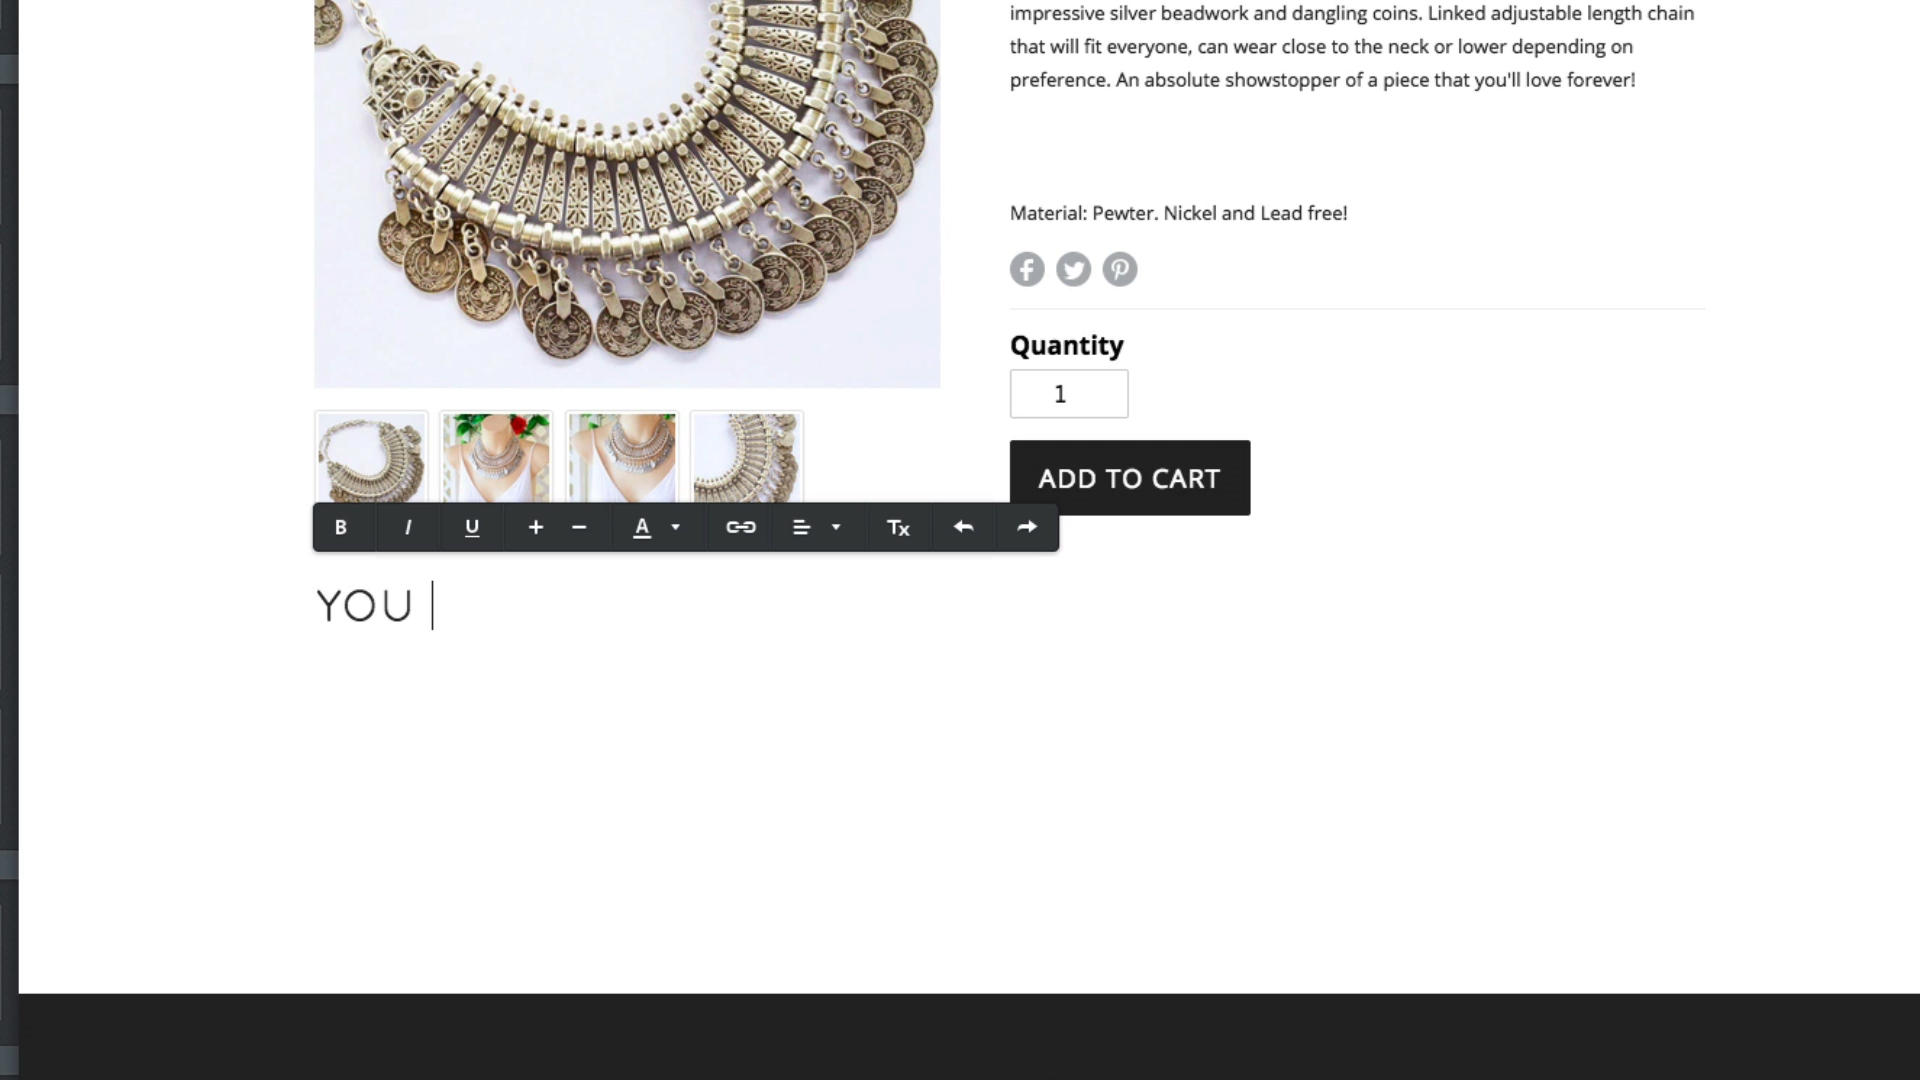 impressive silver beadwork and dangling coins. Linked adjustable length chain
that will fit everyone, can wear close to the neck or lower depending on
preference. An absolute showstopper of a piece that you'll love forever!
Material: Pewter. Nickel and Lead free!
Quantity
1
ADD TO CART
B I U + − A Tx
YOU